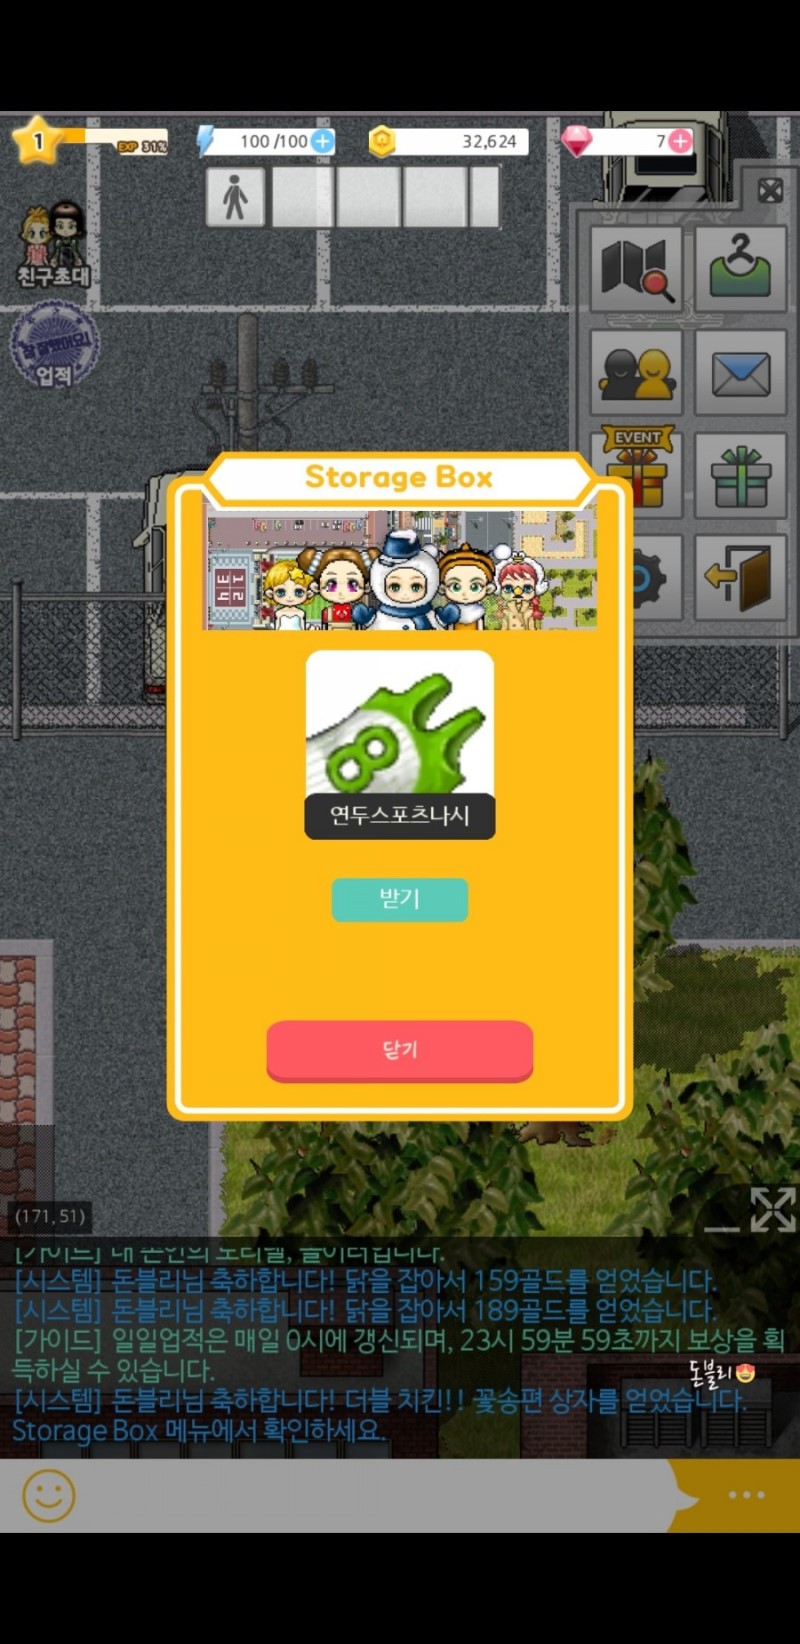 1
EXP 31%
100 /100
32,624
7
친구초대
참 잘했어요!
업적
EVENT
Storage Box
8
연두스포츠나시
받기
닫기
(171,51)
[시스템] 돈블리님 축하합니다! 닭을 잡아서 159골드를 얻었습니다.
[시스템] 돈블리님 축하합니다! 닭을 잡아서 189골드를 얻었습니다.
[가이드] 일일업적은 매일 0시에 갱신되며, 23시 59분 59초까지 보상을 획
득하실 수 있습니다.
돈블리
[시스템] 돈블리님 축하합니다! 더블 치킨!! 꽃송편 상자를 얻었습니다.
Storage Box 메뉴에서 확인하세요.